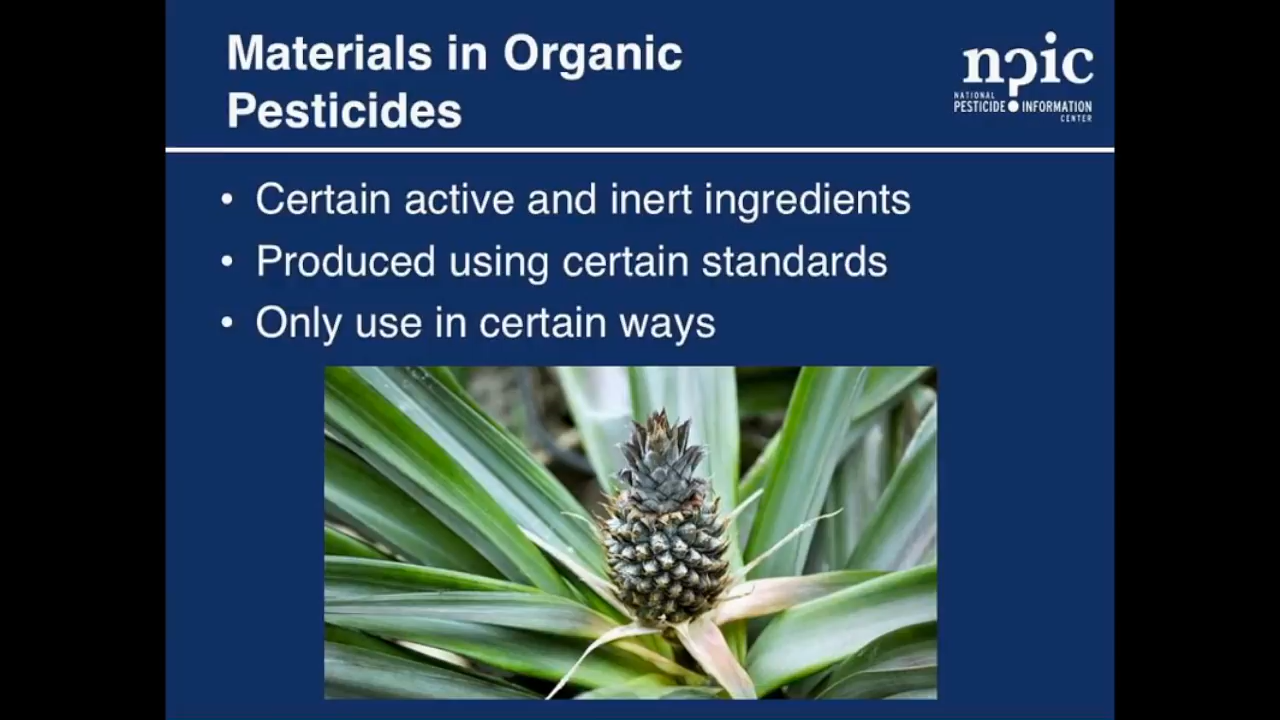 Materials in Organic
Pesticides
npic
NATIONAL
PESTICIDE INFORMATION
CENTER
• Certain active and inert ingredients
• Produced using certain standards
• Only use in certain ways